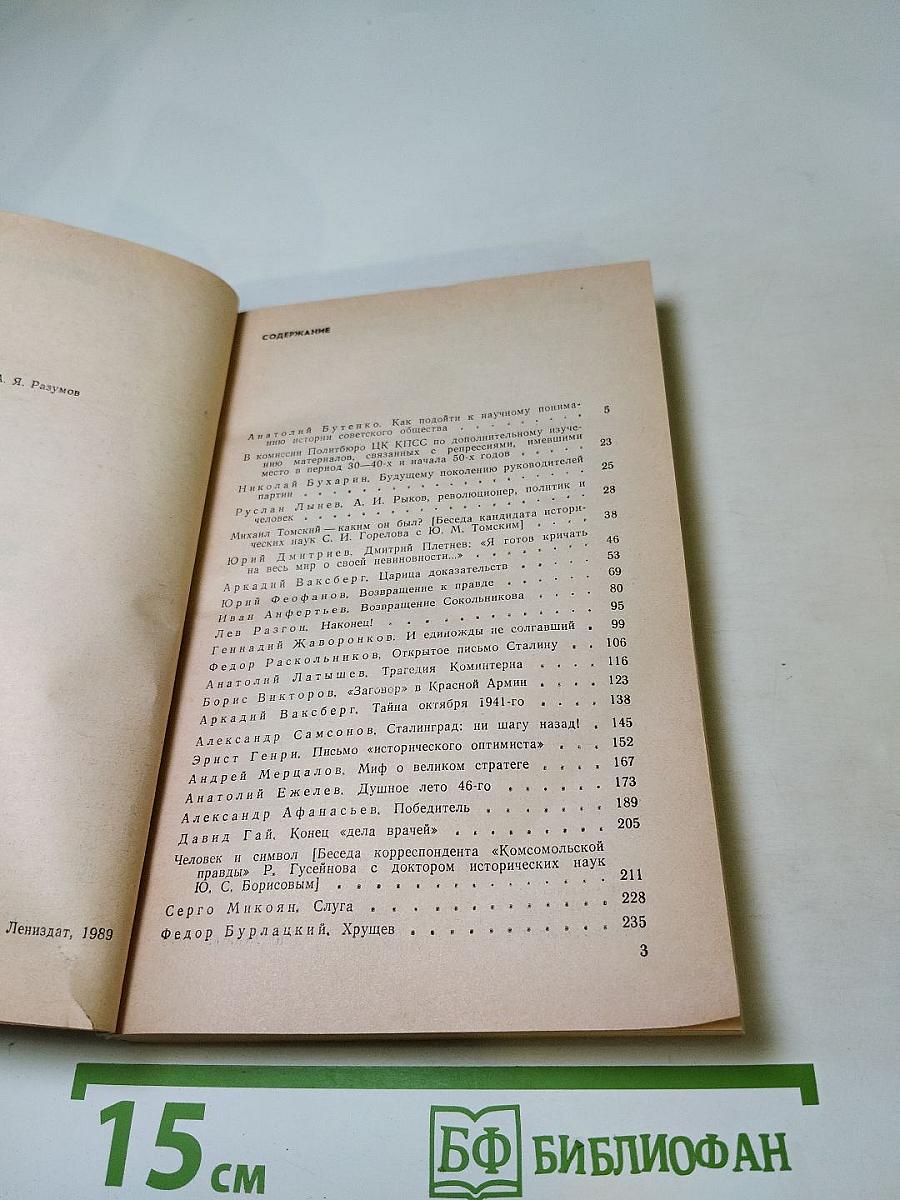 А. Я. Разумов
Лениздат, 1989
СОДЕРЖАНИЕ
Анатолий Бутенко. Как подойти к научному понима-
нию истории советского общества . . . . . . . . 5
В комиссии Политбюро ЦК КПСС по дополнительному изуче-
нию материалов, связанных с репрессиями, имевшими
место в период 30—40-х и начала 50-х годов . . . . 23
Николай Бухарин. Будущему поколению руководителей
партии . . . . . . . . . . . . . . . . 25
Руслан Лынев. А. И. Рыков, революционер, политик и
человек . . . . . . . . . . . . . . . . 28
Михаил Томский — каким он был? [Беседа кандидата истори-
ческих наук С. И. Горелова с Ю. М. Томским] . . . . 38
Юрий Дмитриев. Дмитрий Плетнев: «Я готов кричать
на весь мир о своей невиновности...» . . . . . . . 46
Аркадий Ваксберг. Царица доказательств . . . . . 53
Юрий Феофанов. Возвращение к правде . . . . . . 69
Иван Анфертьев. Возвращение Сокольникова . . . . 80
Лев Разгон. Наконец! . . . . . . . . . . . . 95
Геннадий Жаворонков. И единожды не солгавший . 99
Федор Раскольников. Открытое письмо Сталину . . 106
Анатолий Латышев. Трагедия Коминтерна . . . . 116
Борис Викторов. «Заговор» в Красной Армии . . . . 123
Аркадий Ваксберг. Тайна октября 1941-го . . . . 138
Александр Самсонов. Сталинград: ни шагу назад! . 145
Эрист Генри. Письмо «исторического оптимиста» . . . 152
Андрей Мерцалов. Миф о великом стратеге . . . . 167
Анатолий Ежелев. Душное лето 46-го . . . . . . 173
Александр Афанасьев. Победитель . . . . . . . 189
Давид Гай. Конец «дела врачей» . . . . . . . . . 205
Человек и символ [Беседа корреспондента «Комсомольской
правды» Р. Гусейнова с доктором исторических наук
Ю. С. Борисовым] . . . . . . . . . . . . . 211
Серго Микоян. Слуга . . . . . . . . . . . . 228
Федор Бурлацкий. Хрущев . . . . . . . . . . . 235
3
15 см
БФ БИБЛИОФАН